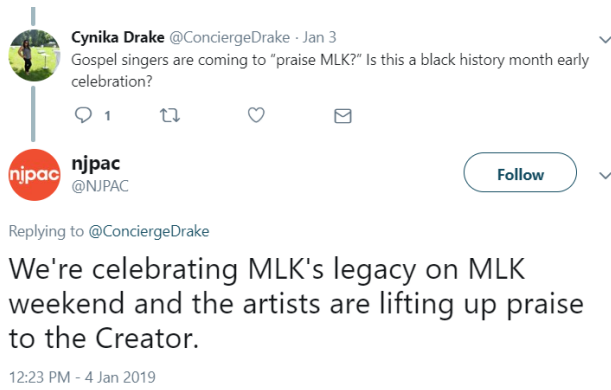 Cynika Drake @ConciergeDrake · Jan 3
Gospel singers are coming to “praise MLK?” Is this a black history month early
celebration?
1
njpac
njpac
@NJPAC
Follow
Replying to @ConciergeDrake
We're celebrating MLK's legacy on MLK
weekend and the artists are lifting up praise
to the Creator.
12:23 PM - 4 Jan 2019